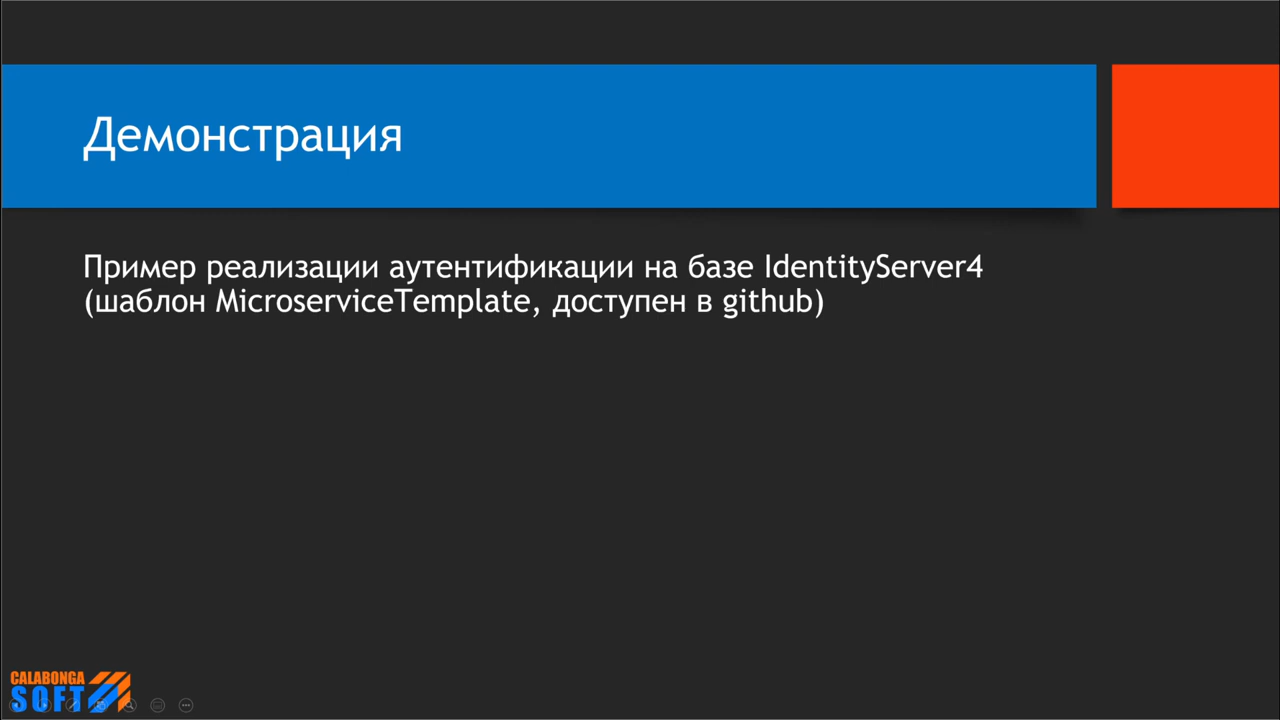 Демонстрация
Пример реализации аутентификации на базе IdentityServer4
(шаблон MicroserviceTemplate, доступен в github)
CALABONGA
SOFT